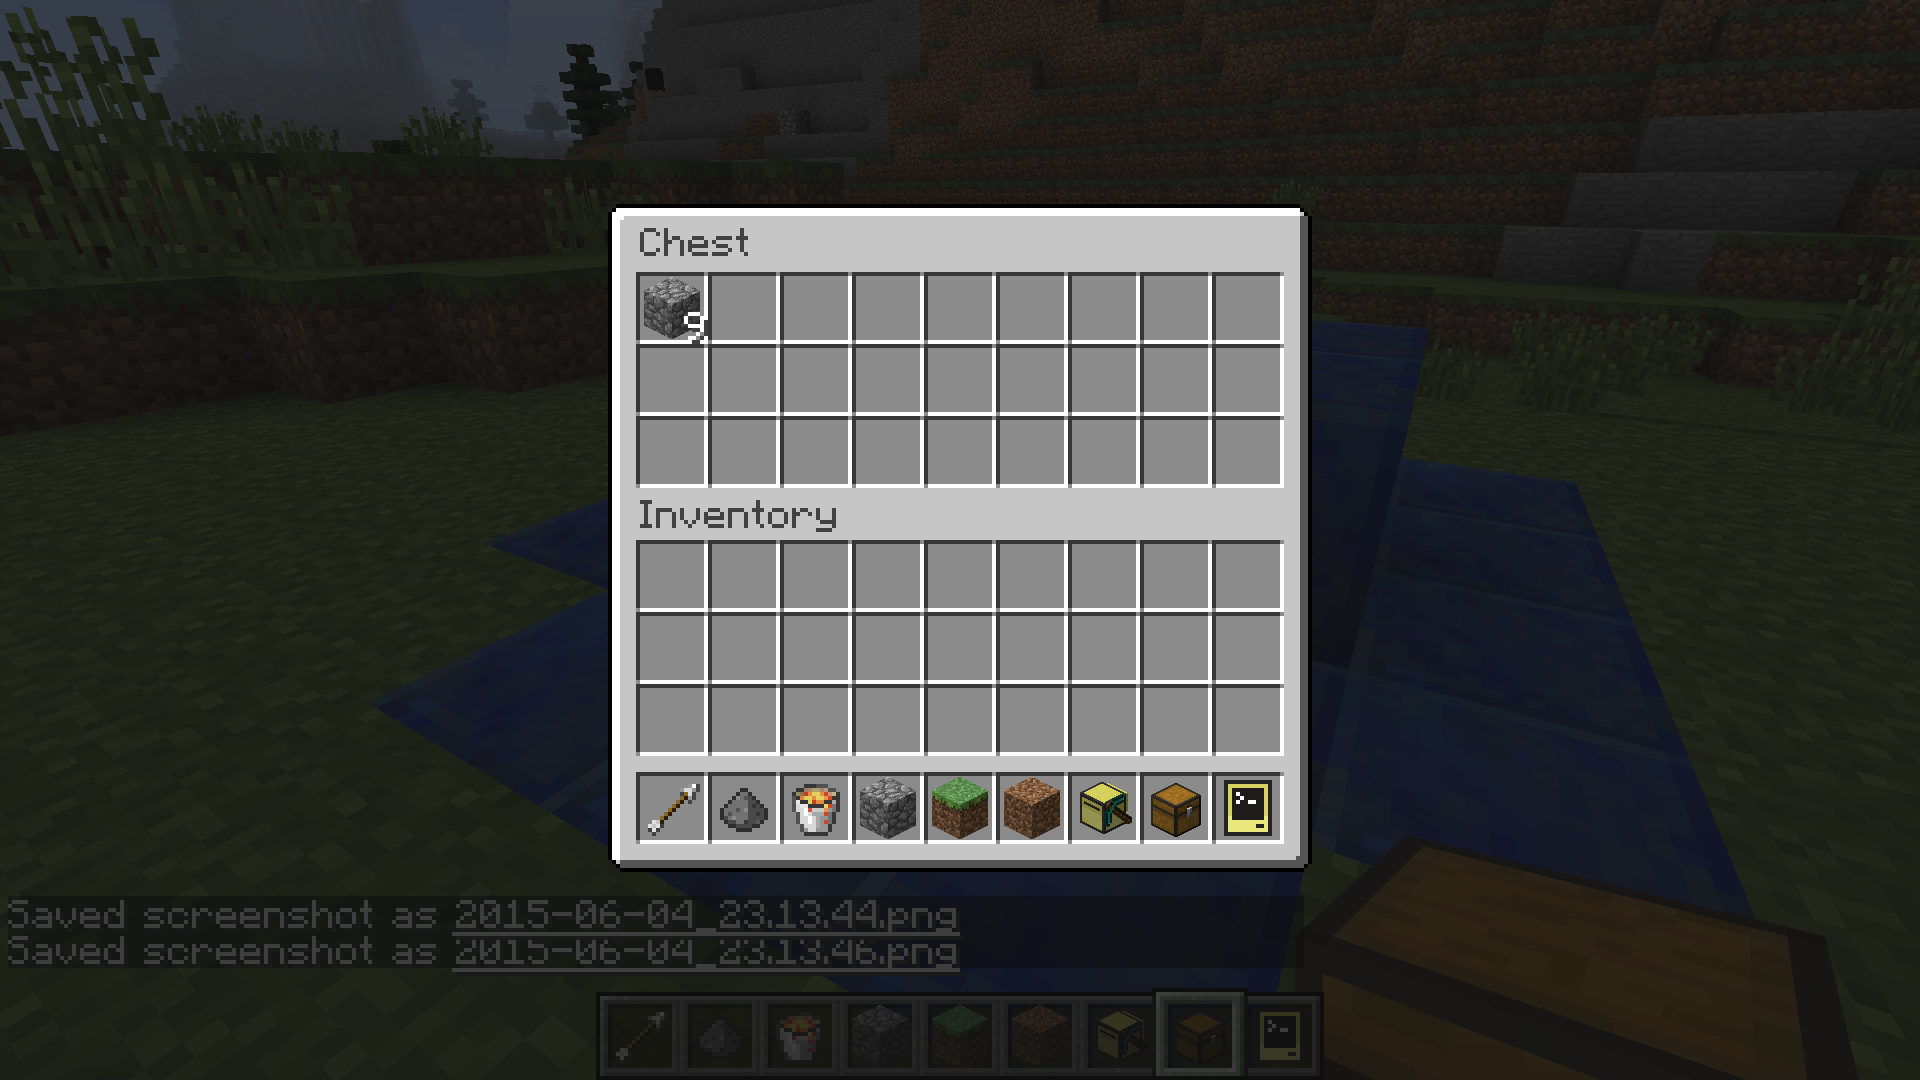 Chest
9
Inventory
Saved screenshot as 2015-06-04_23.13.44.png
Saved screenshot as 2015-06-04_23.13.46.png